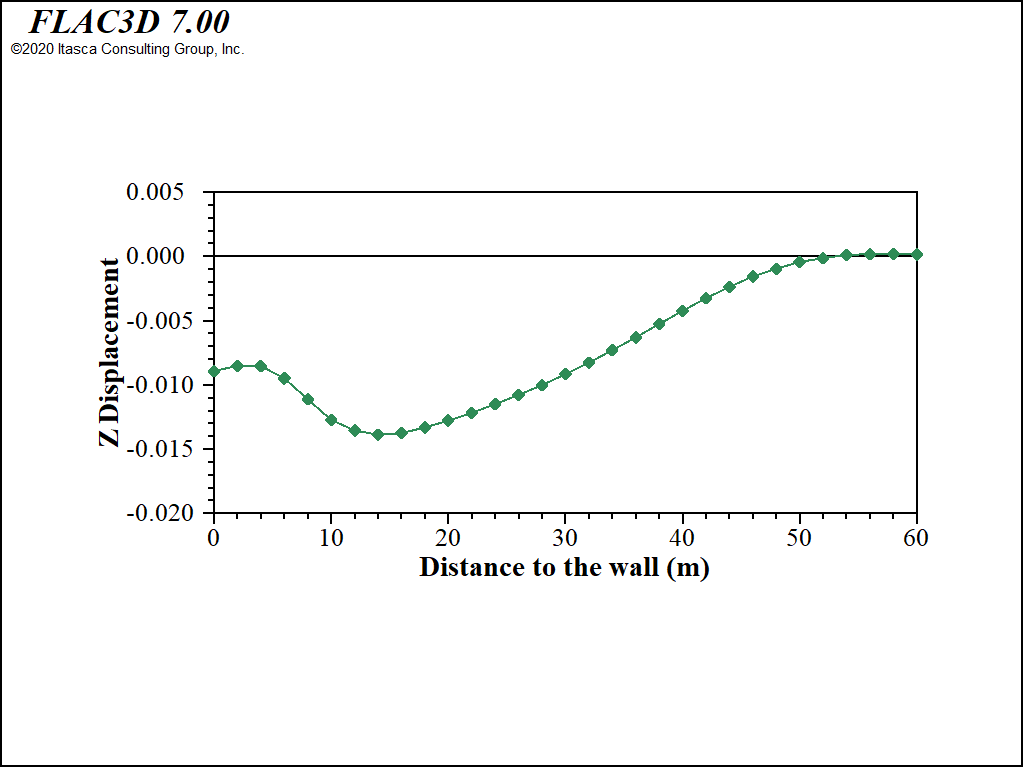 FLAC3D 7.00
©2020 Itasca Consulting Group, Inc.
0.005
0.000
-0.005
-0.010
-0.015
-0.020
Z Displacement
0 10 20 30 40 50 60
Distance to the wall (m)